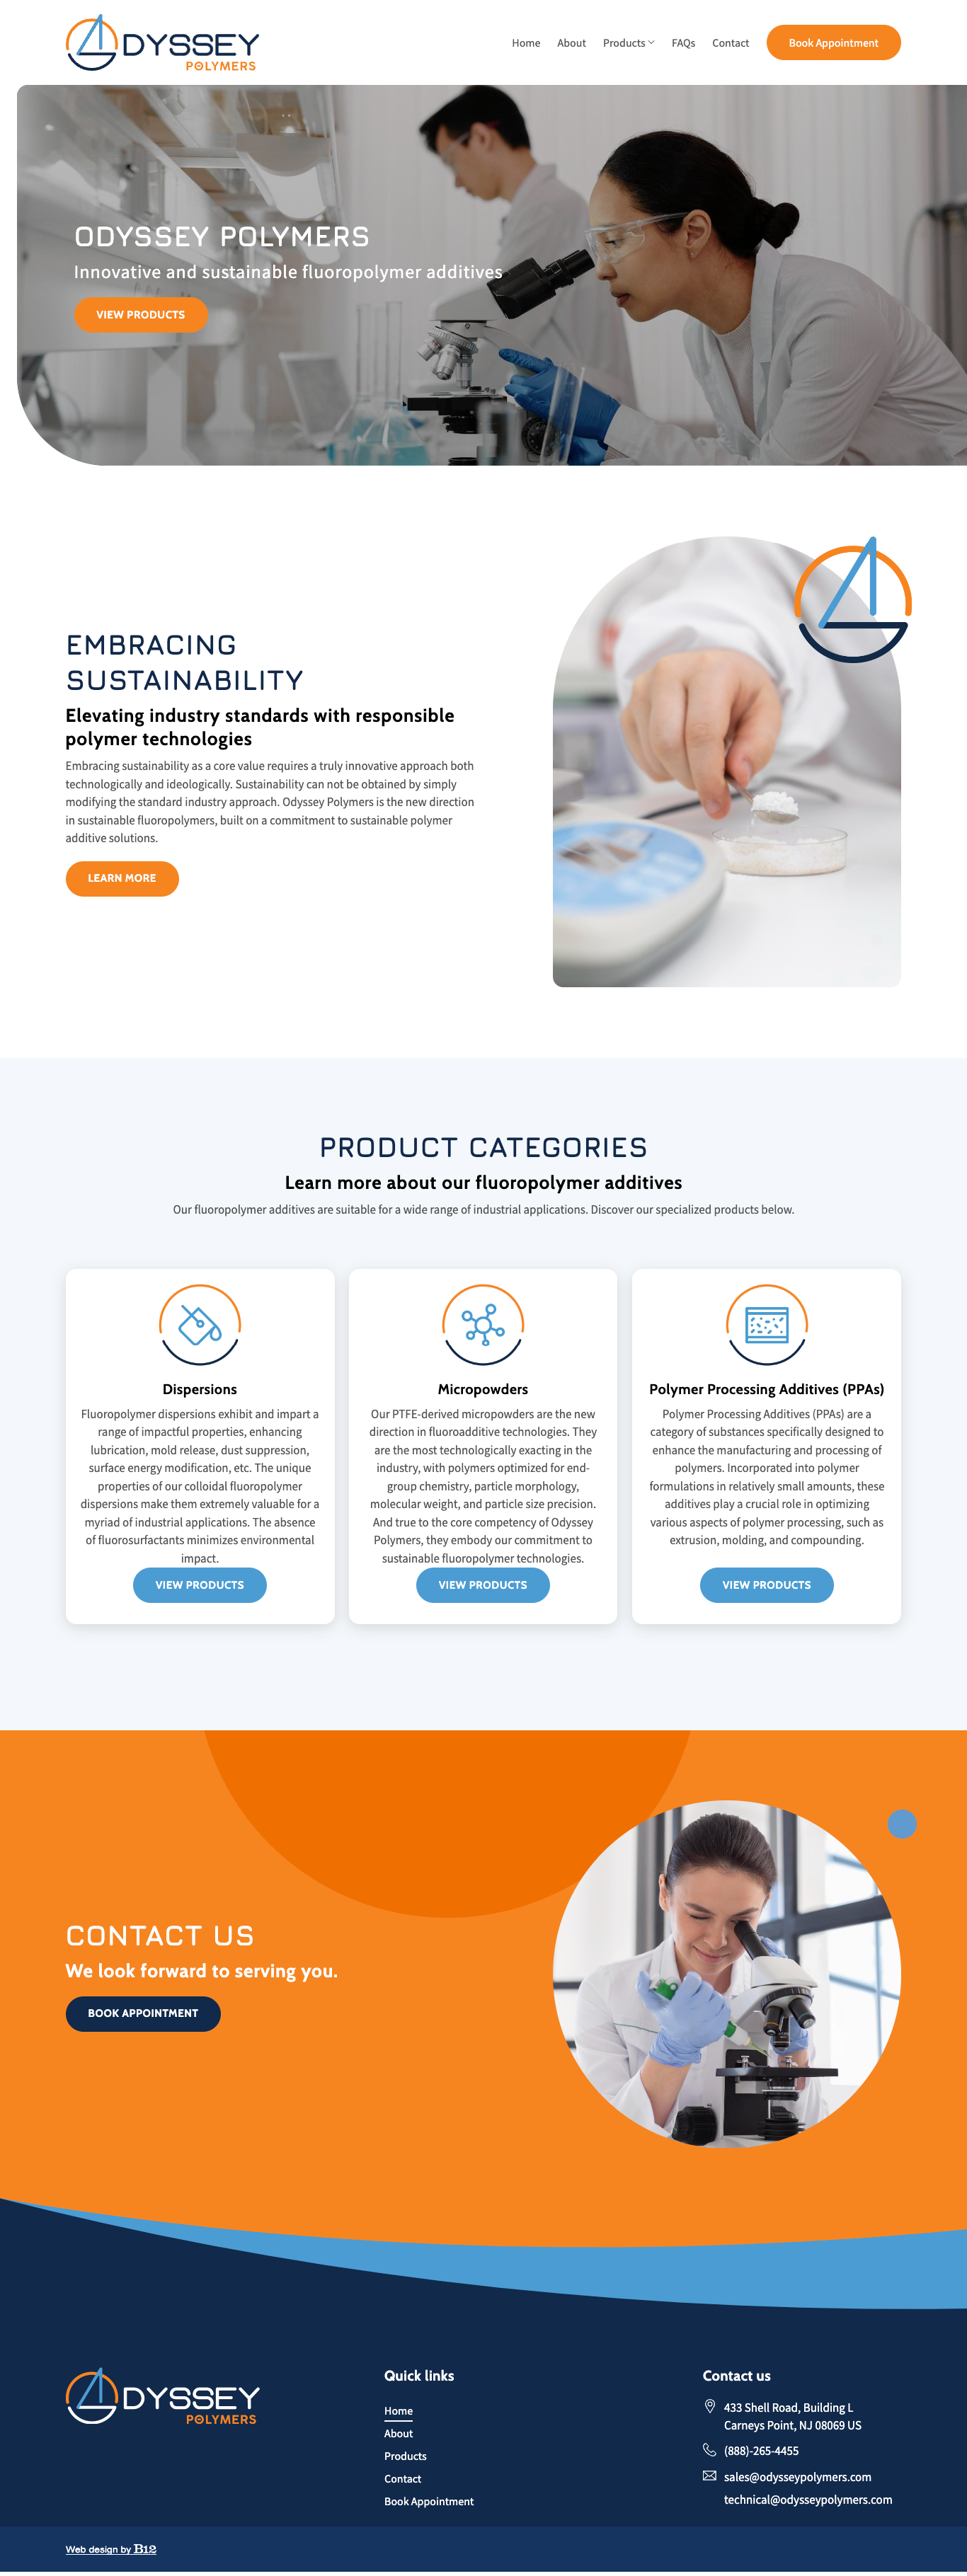 ODYSSEY
POLYMERS
Home About Products FAQs Contact Book Appointment
ODYSSEY POLYMERS
Innovative and sustainable fluoropolymer additives
VIEW PRODUCTS
EMBRACING
SUSTAINABILITY
Elevating industry standards with responsible
polymer technologies
Embracing sustainability as a core value requires a truly innovative approach both
technologically and ideologically. Sustainability can not be obtained by simply
modifying the standard industry approach. Odyssey Polymers is the new direction
in sustainable fluoropolymers, built on a commitment to sustainable polymer
additive solutions.
LEARN MORE
PRODUCT CATEGORIES
Learn more about our fluoropolymer additives
Our fluoropolymer additives are suitable for a wide range of industrial applications. Discover our specialized products below.
Dispersions
Fluoropolymer dispersions exhibit and impart a
range of impactful properties, enhancing
lubrication, mold release, dust suppression,
surface energy modification, etc. The unique
properties of our colloidal fluoropolymer
dispersions make them extremely valuable for a
myriad of industrial applications. The absence
of fluorosurfactants minimizes environmental
impact.
VIEW PRODUCTS
Micropowders
Our PTFE-derived micropowders are the new
direction in fluoroadditive technologies. They
are the most technologically exacting in the
industry, with polymers optimized for end-
group chemistry, particle morphology,
molecular weight, and particle size precision.
And true to the core competency of Odyssey
Polymers, they embody our commitment to
sustainable fluoropolymer technologies.
VIEW PRODUCTS
Polymer Processing Additives (PPAs)
Polymer Processing Additives (PPAs) are a
category of substances specifically designed to
enhance the manufacturing and processing of
polymers. Incorporated into polymer
formulations in relatively small amounts, these
additives play a crucial role in optimizing
various aspects of polymer processing, such as
extrusion, molding, and compounding.
VIEW PRODUCTS
CONTACT US
We look forward to serving you.
BOOK APPOINTMENT
ODYSSEY
POLYMERS
Quick links
Home
About
Products
Contact
Book Appointment
Contact us
433 Shell Road, Building L
Carneys Point, NJ 08069 US
(888)-265-4455
sales@odysseypolymers.com
technical@odysseypolymers.com
Web design by B12